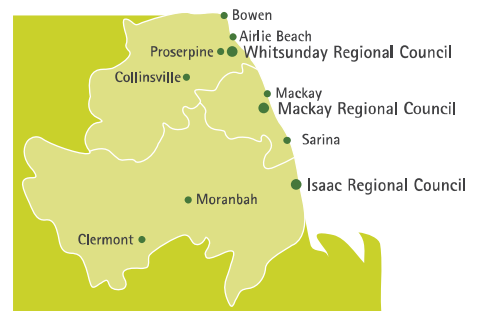 Bowen
Airlie Beach
Proserpine
Whitsunday Regional Council
Collinsville
Mackay
Mackay Regional Council
Sarina
Isaac Regional Council
Moranbah
Clermont